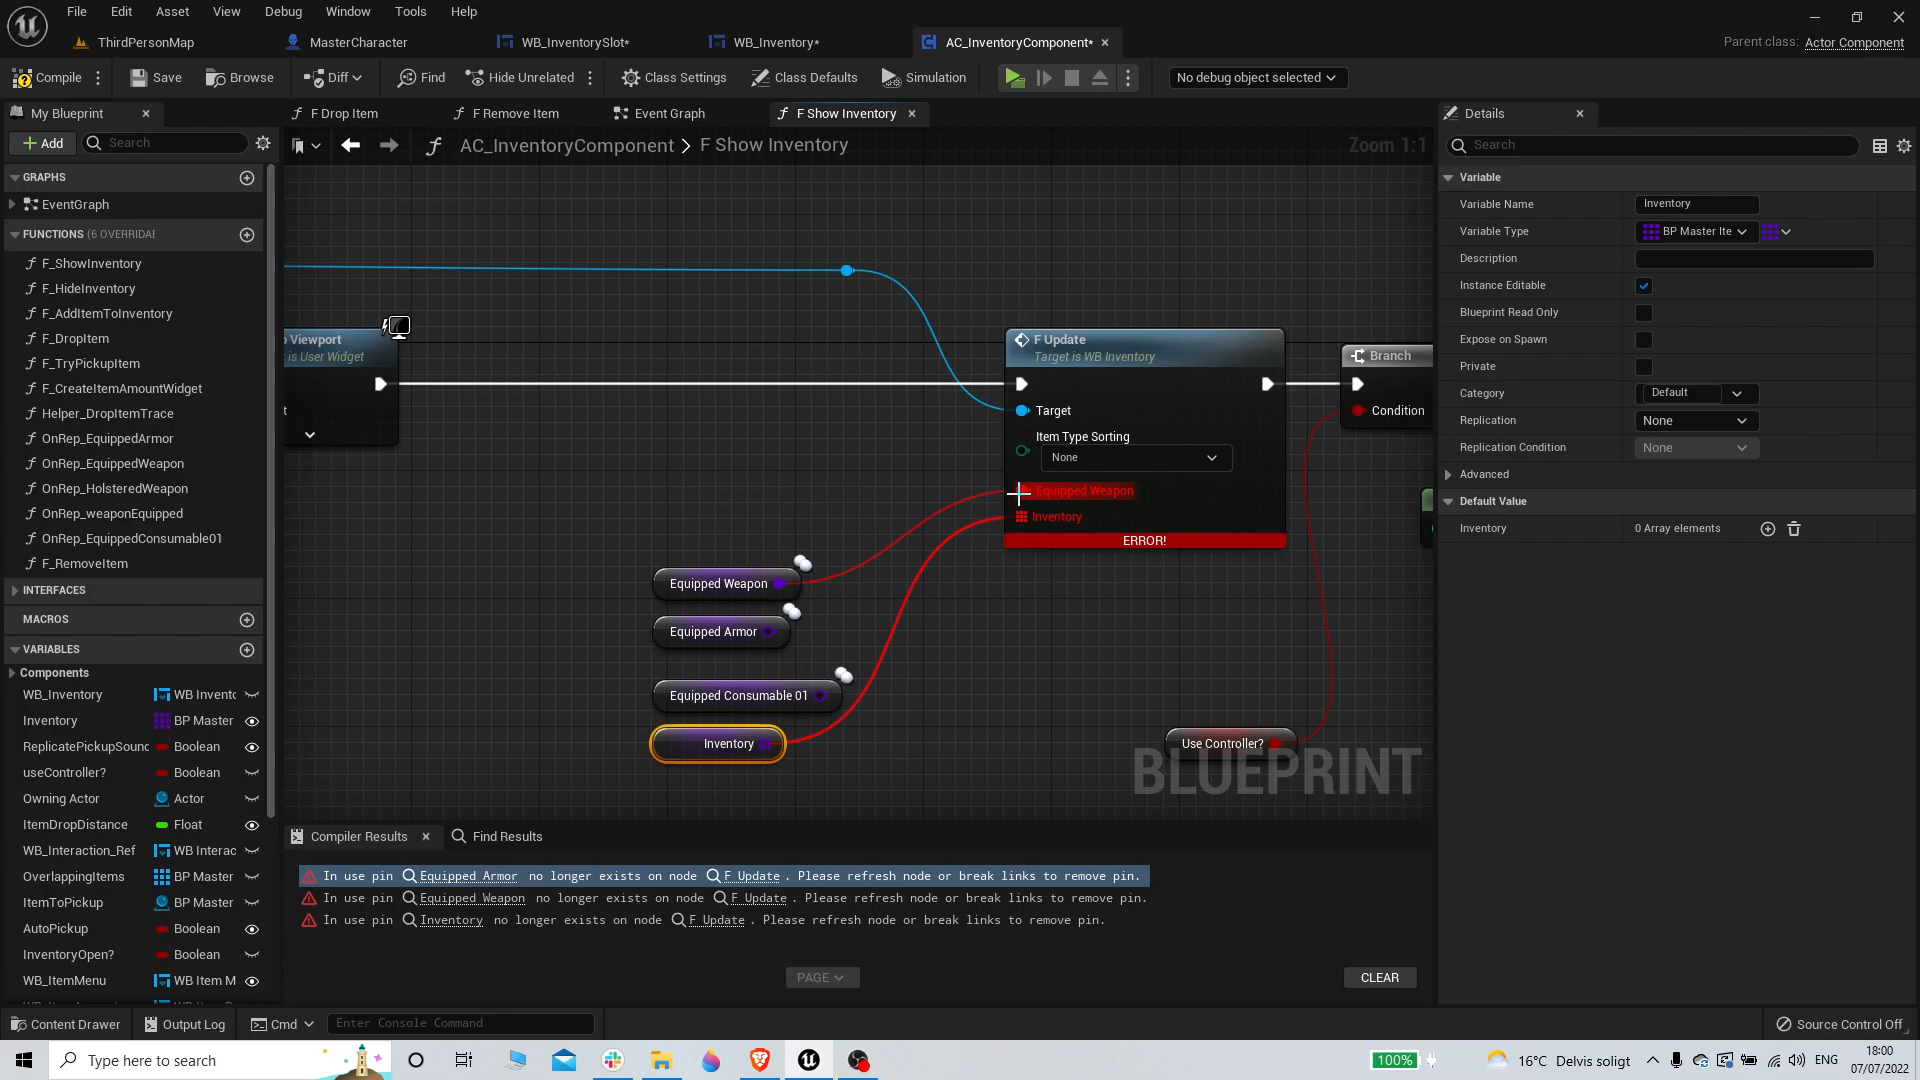 File Edit Asset View Debug Window Tools Help
ThirdPersonMap MasterCharacter WB_InventorySlot* WB_Inventory* AC_InventoryComponent* Parent class: Actor Component
Compile Save Browse Diff Find Hide Unrelated Class Settings Class Defaults Simulation No debug object selected
My Blueprint F Drop Item F Remove Item Event Graph F Show Inventory Details
Add Search AC_InventoryComponent > F Show Inventory Zoom 1:1 Search
GRAPHS
EventGraph
FUNCTIONS (6 OVERRIDAE
F_ShowInventory
F_HideInventory
F_AddItemToInventory
F_DropItem
F_TryPickupItem
F_CreateItemAmountWidget
Helper_DropItemTrace
OnRep_EquippedArmor
OnRep_EquippedWeapon
OnRep_HolsteredWeapon
OnRep_weaponEquipped
OnRep_EquippedConsumable01
F_RemoveItem
INTERFACES
MACROS
VARIABLES
Components
WB_Inventory WB Invento
Inventory BP Master
ReplicatePickupSound Boolean
useController? Boolean
Owning Actor Actor
ItemDropDistance Float
WB_Interaction_Ref WB Interac
OverlappingItems BP Master
ItemToPickup BP Master
AutoPickup Boolean
InventoryOpen? Boolean
WB_ItemMenu WB Item M
Viewport
is User Widget
F Update
Target is WB Inventory
Target
Item Type Sorting
None
Equipped Weapon
Inventory
ERROR!
Branch
Condition
Equipped Weapon
Equipped Armor
Equipped Consumable 01
Inventory
Use Controller?
BLUEPRINT
Variable
Variable Name Inventory
Variable Type BP Master Ite
Description
Instance Editable
Blueprint Read Only
Expose on Spawn
Private
Category Default
Replication None
Replication Condition None
Advanced
Default Value
Inventory 0 Array elements
Compiler Results Find Results
In use pin Equipped Armor no longer exists on node F Update . Please refresh node or break links to remove pin.
In use pin Equipped Weapon no longer exists on node F Update . Please refresh node or break links to remove pin.
In use pin Inventory no longer exists on node F Update . Please refresh node or break links to remove pin.
PAGE CLEAR
Content Drawer Output Log Cmd Enter Console Command Source Control Off
Type here to search 100% 16°C Delvis soligt ENG 18:00
07/07/2022